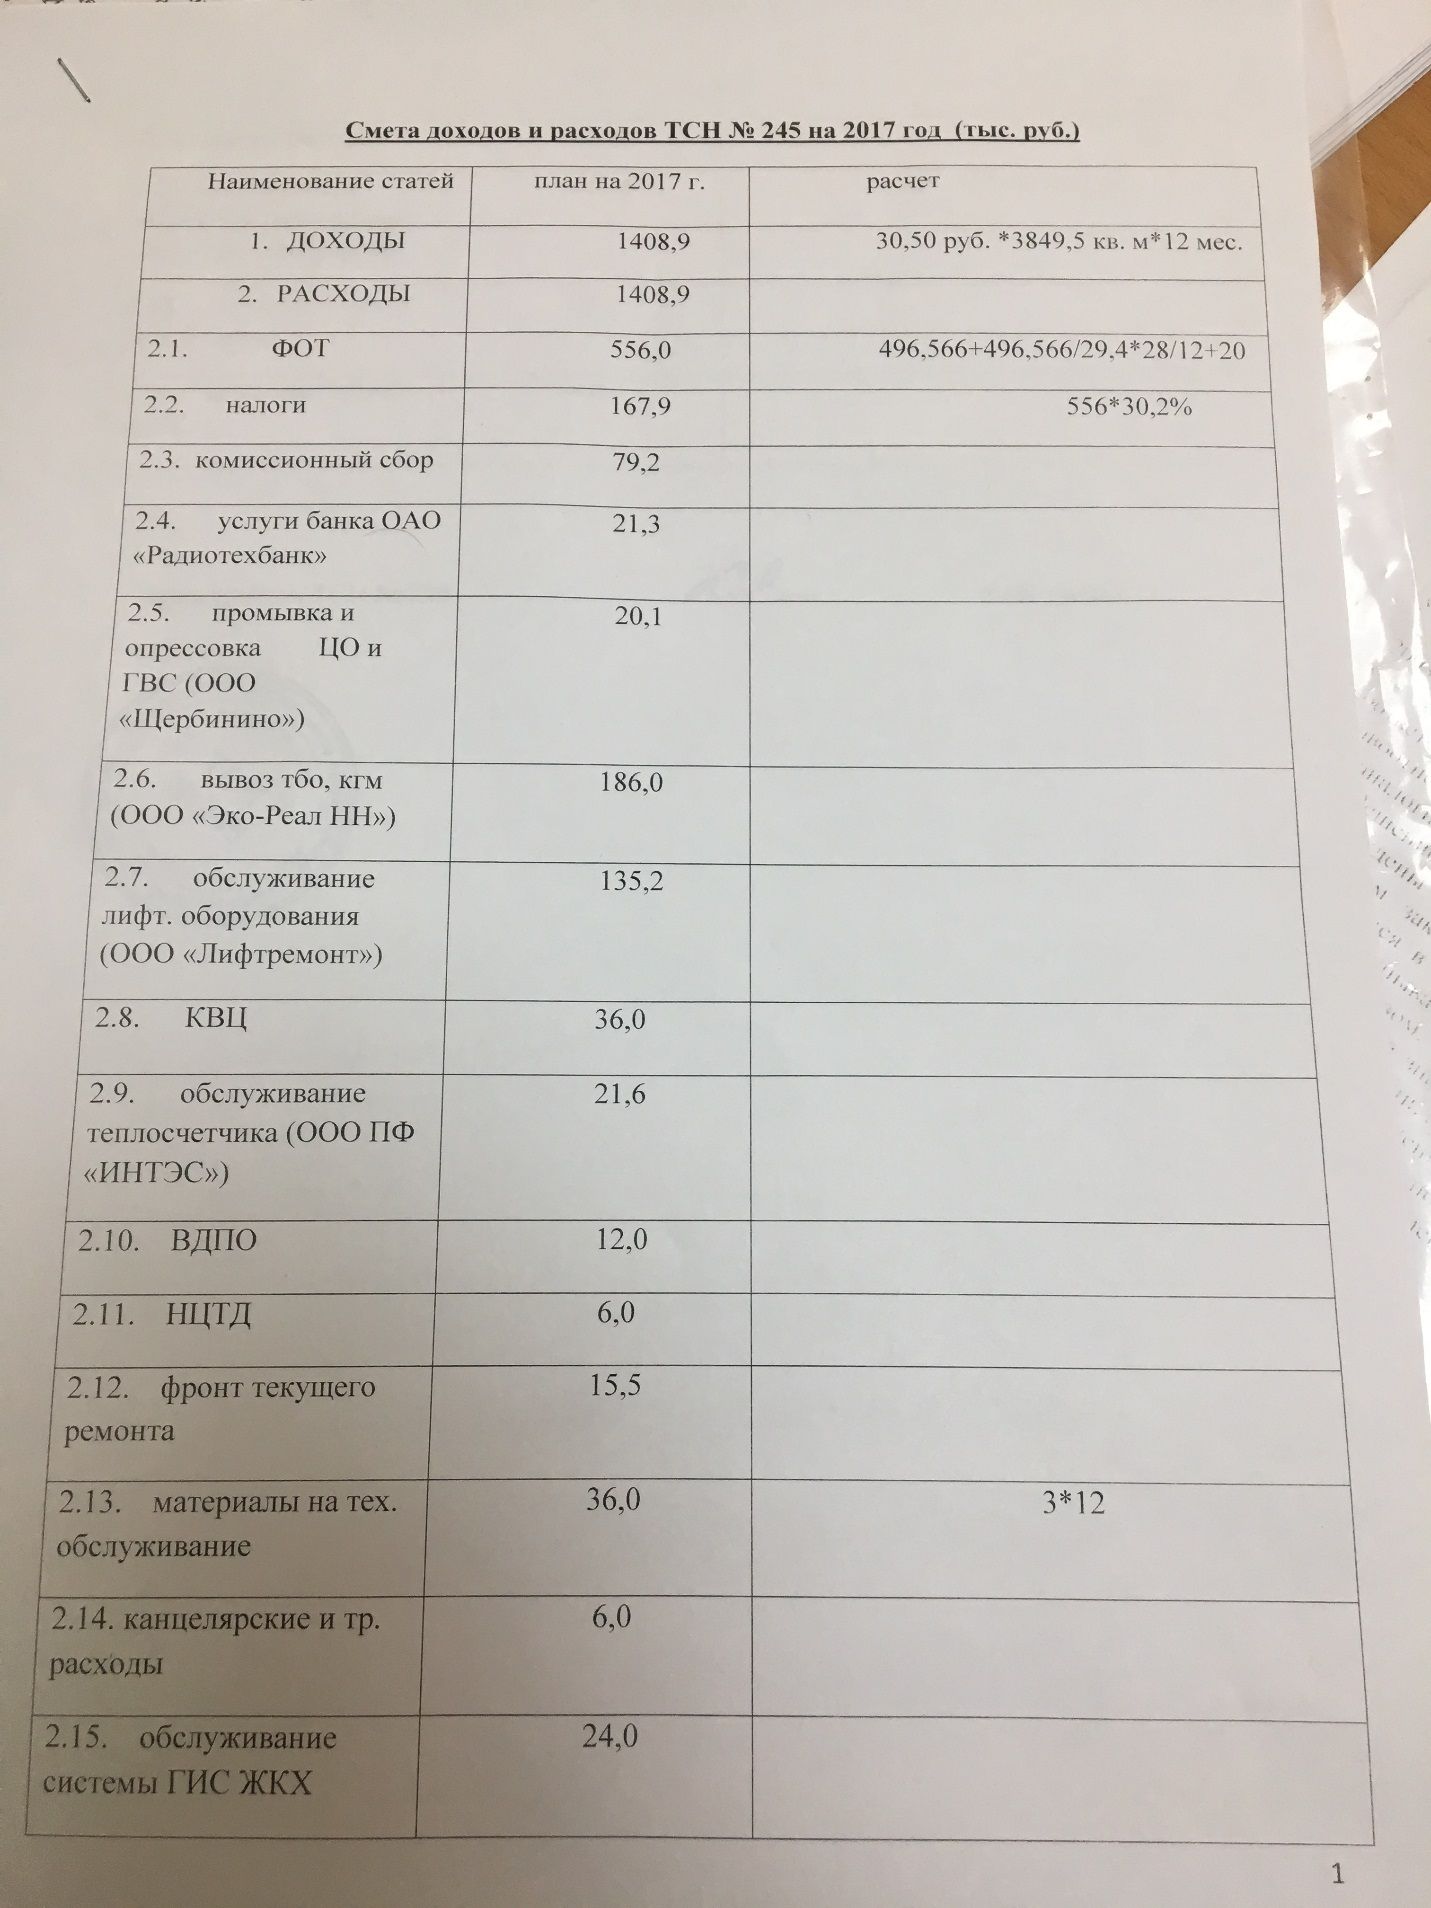 Смета доходов и расходов ТСН № 245 на 2017 год (тыс. руб.)
Наименование статей план на 2017 г. расчет
1. ДОХОДЫ 1408,9 30,50 руб. *3849,5 кв. м*12 мес.
2. РАСХОДЫ 1408,9
2.1. ФОТ 556,0 496,566+496,566/29,4*28/12+20
2.2. налоги 167,9 556*30,2%
2.3. комиссионный сбор 79,2
2.4. услуги банка ОАО 21,3
«Радиотехбанк»
2.5. промывка и 20,1
опрессовка ЦО и
ГВС (ООО
«Щербинино»)
2.6. вывоз тбо, кгм 186,0
(ООО «Эко-Реал НН»)
2.7. обслуживание 135,2
лифт. оборудования
(ООО «Лифтремонт»)
2.8. КВЦ 36,0
2.9. обслуживание 21,6
теплосчетчика (ООО ПФ
«ИНТЭС»)
2.10. ВДПО 12,0
2.11. НЦТД 6,0
2.12. фронт текущего 15,5
ремонта
2.13. материалы на тех. 36,0 3*12
обслуживание
2.14. канцелярские и тр. 6,0
расходы
2.15. обслуживание 24,0
системы ГИС ЖКХ
1